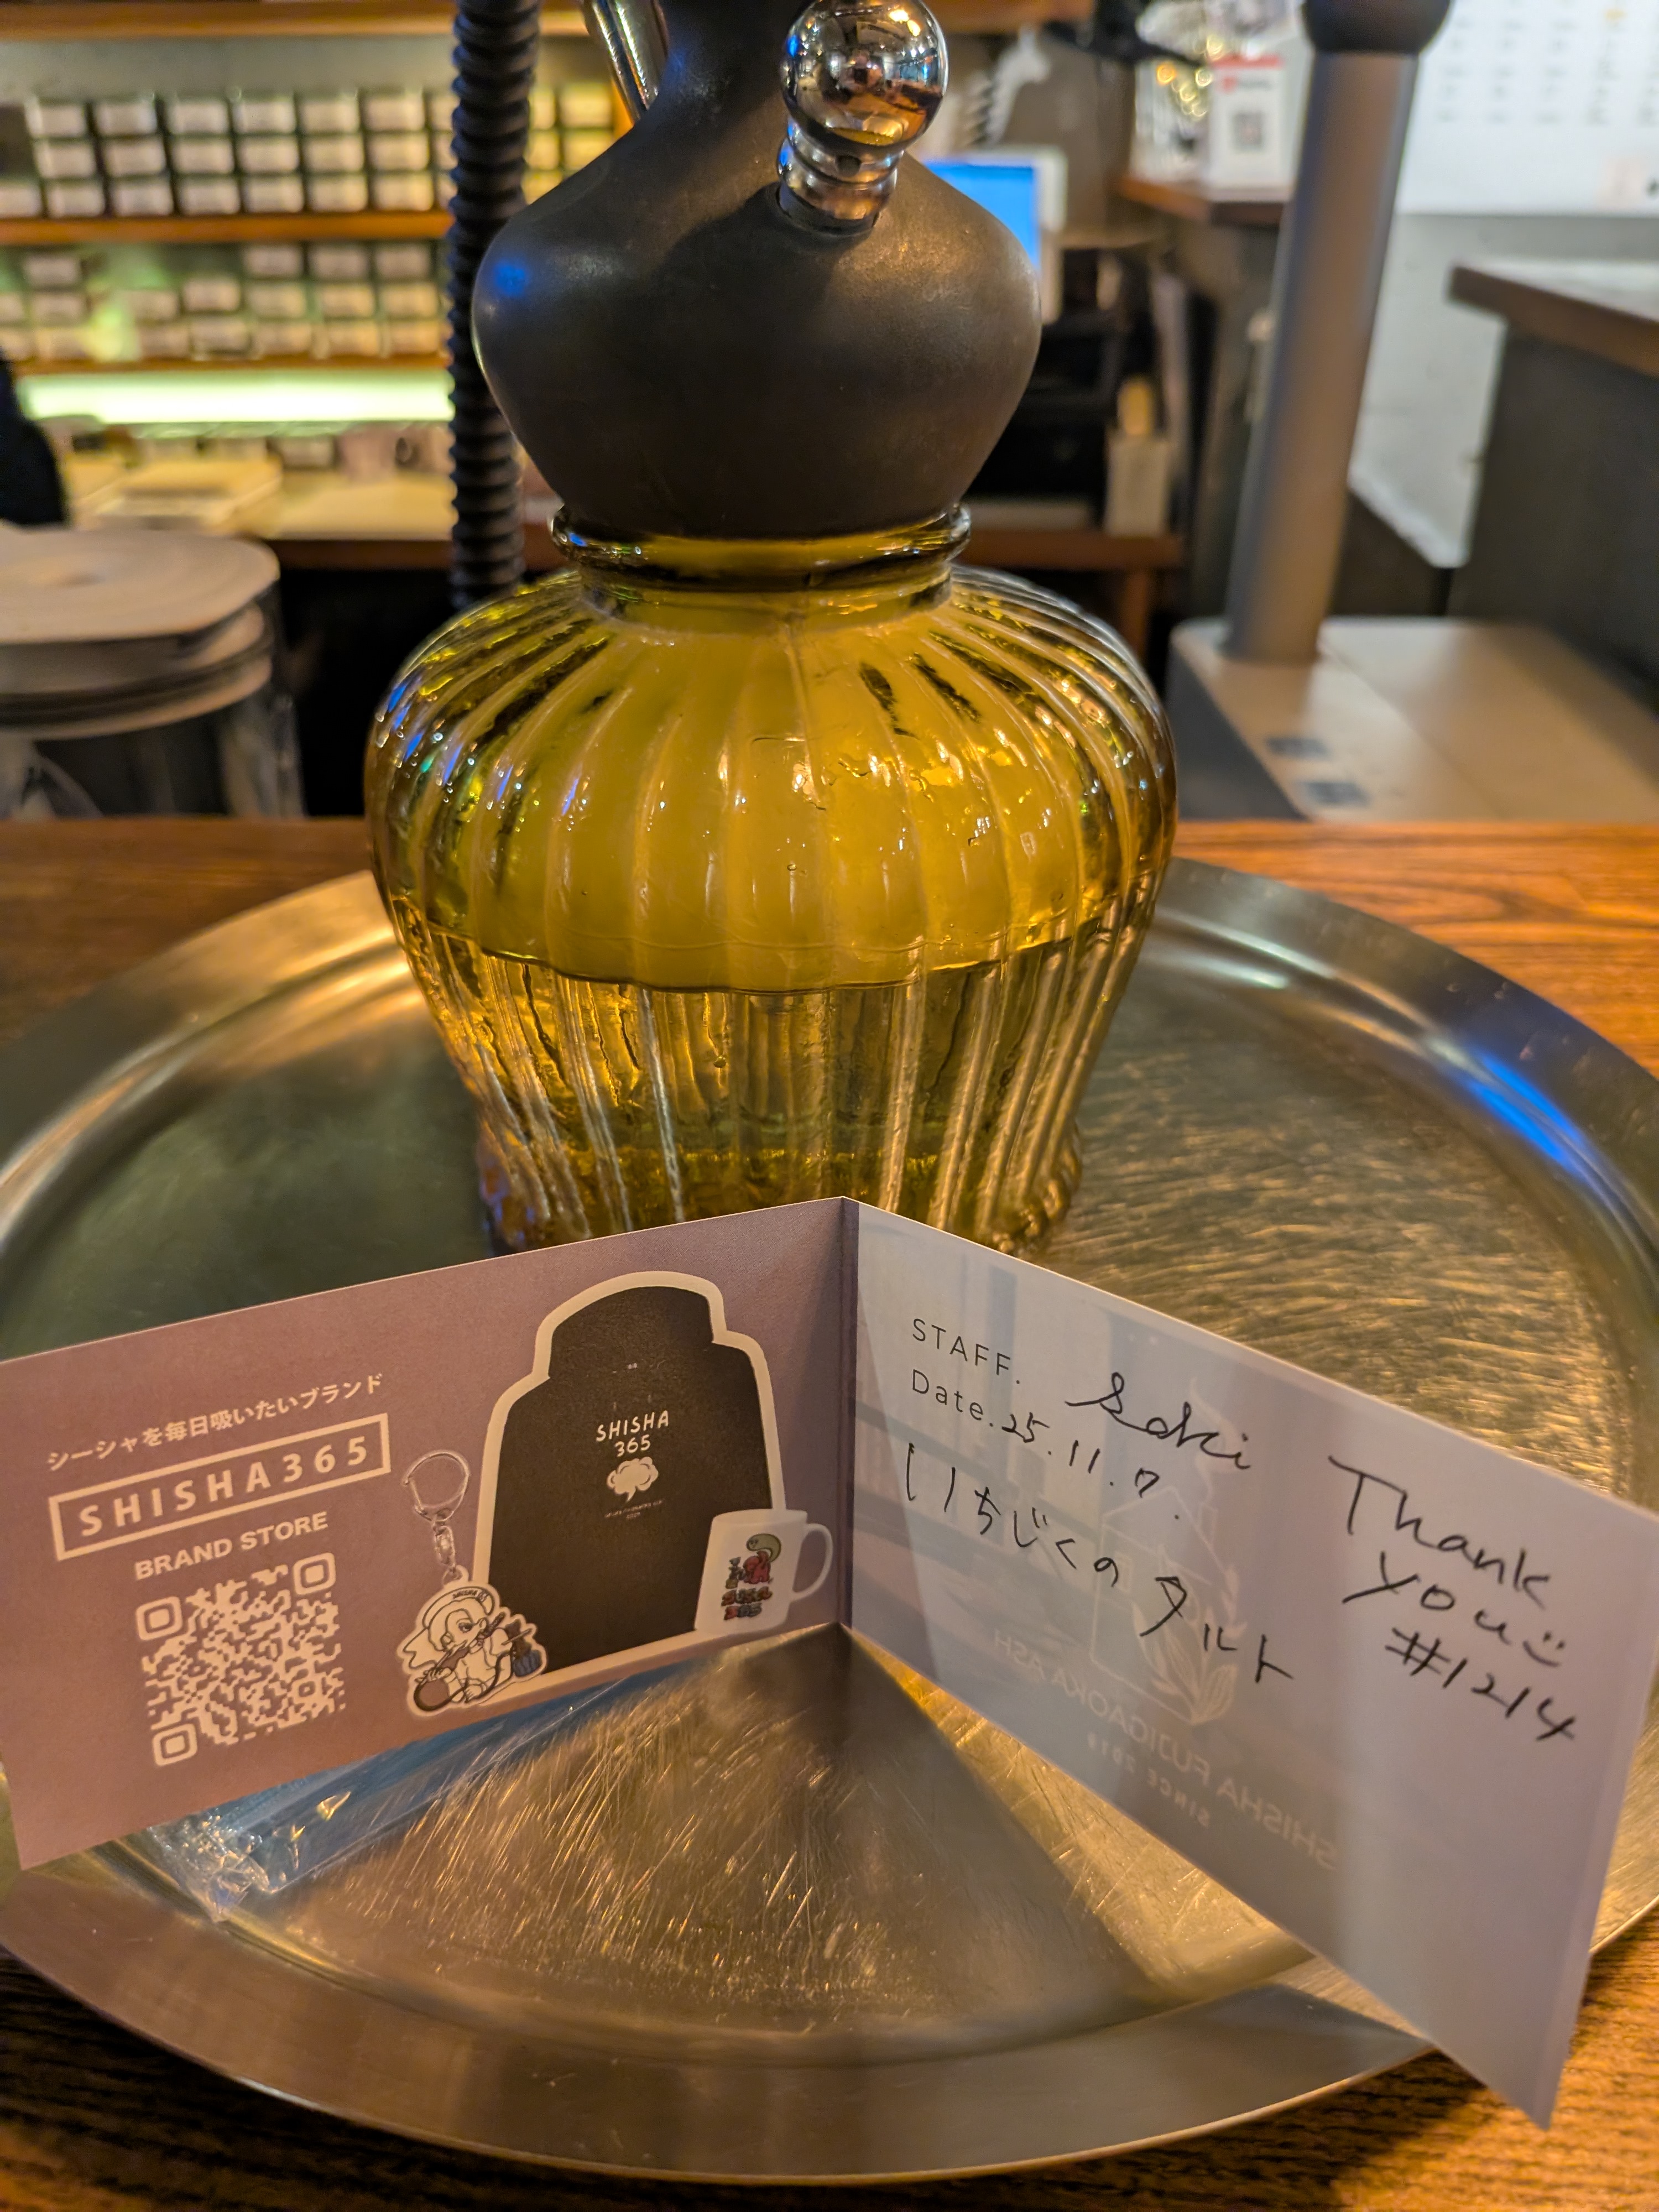 シーシャを毎日吸いたいブランド
SHISHA365
BRAND STORE
SHISHA
365
STAFF. Saki
Date. 25.11.7.
いちじくのタルト
Thank
you
#1214
SHISHA FUJIGAOKA ASH
SINCE 2018